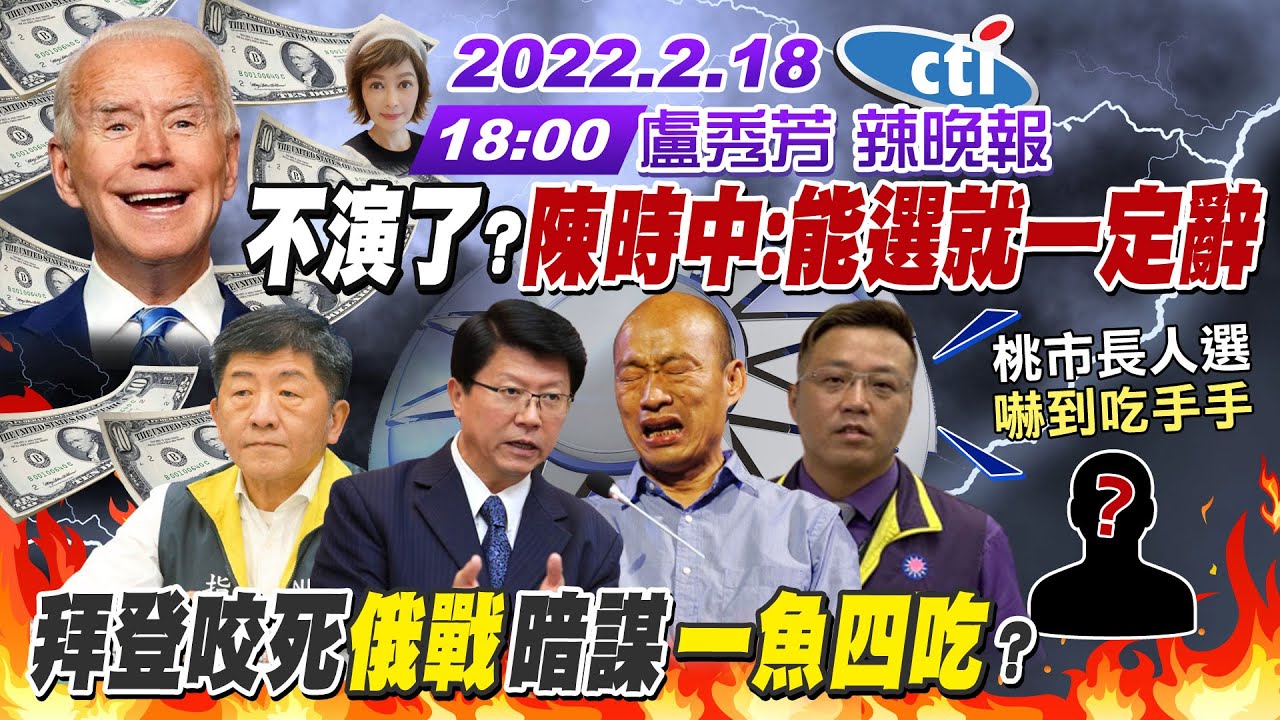 2022.2.18
cti
18:00 盧秀芳 辣晚報
不演了?陳時中:能選就一定辭
桃市長人選
嚇到吃手手
?
指
拜登咬死俄戰暗謀一魚四吃?